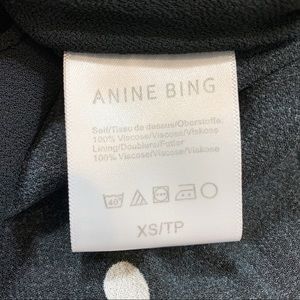 ANINE BING
Self/Tissu de dessus/Oberstoffe:
100% Viscose/Viscose/Viskose
Lining/Doublure/Futter
100% Viscose/Viscose/Viskose
40
XS/TP